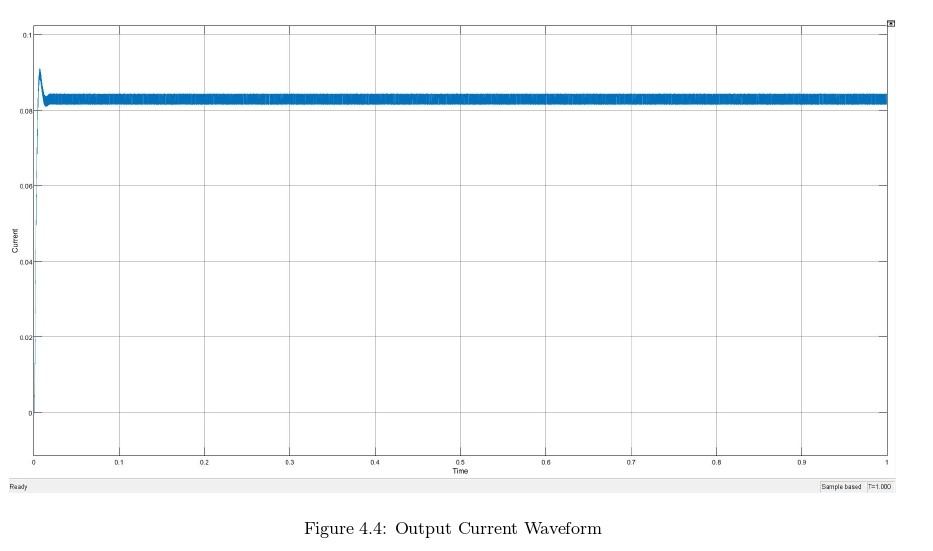 0.1
0.08
0.06
0.04
0.02
0
Current
0 0.1 0.2 0.3 0.4 0.5 0.6 0.7 0.8 0.9 1
Time
Ready Sample based T=1.000
Figure 4.4: Output Current Waveform